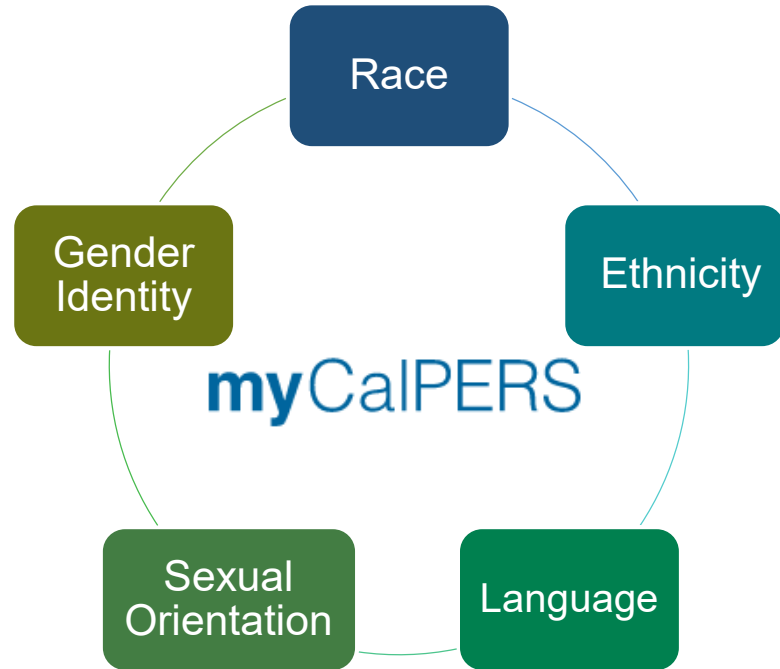 Race
Ethnicity
Language
Sexual
Orientation
Gender
Identity
myCalPERS